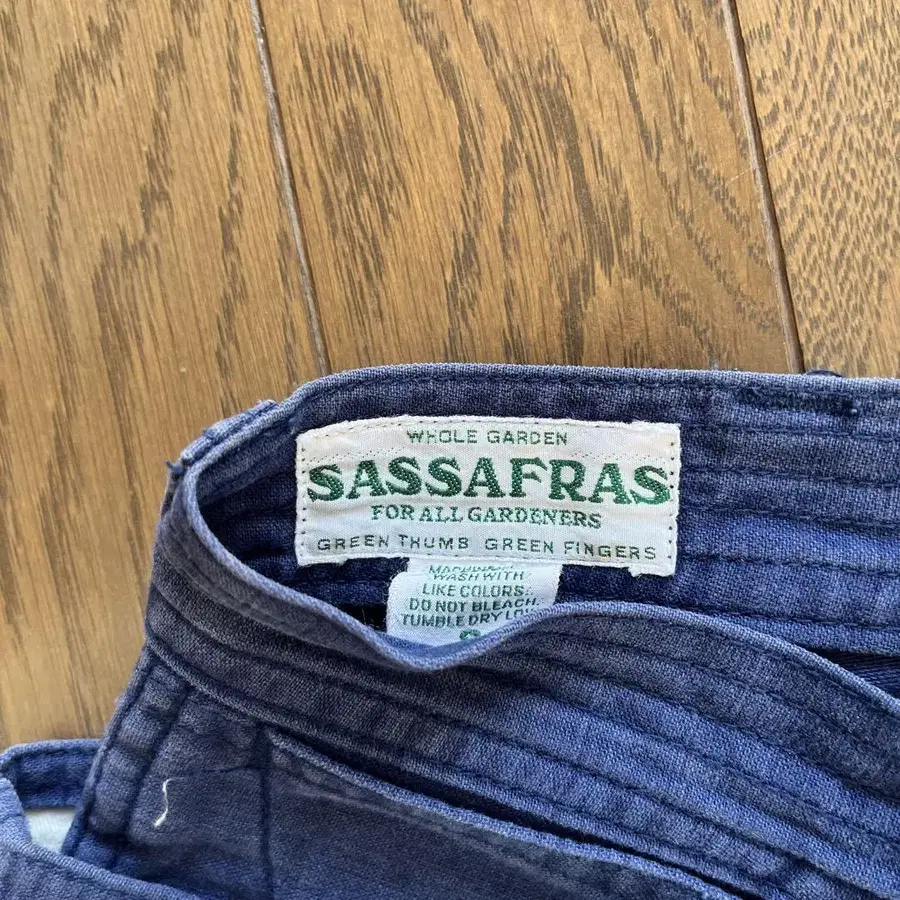 WHOLE GARDEN
SASSAFRAS
FOR ALL GARDENERS
GREEN THUMB GREEN FINGERS
WASH WITH
LIKE COLORS.
DO NOT BLEACH.
TUMBLE DRY